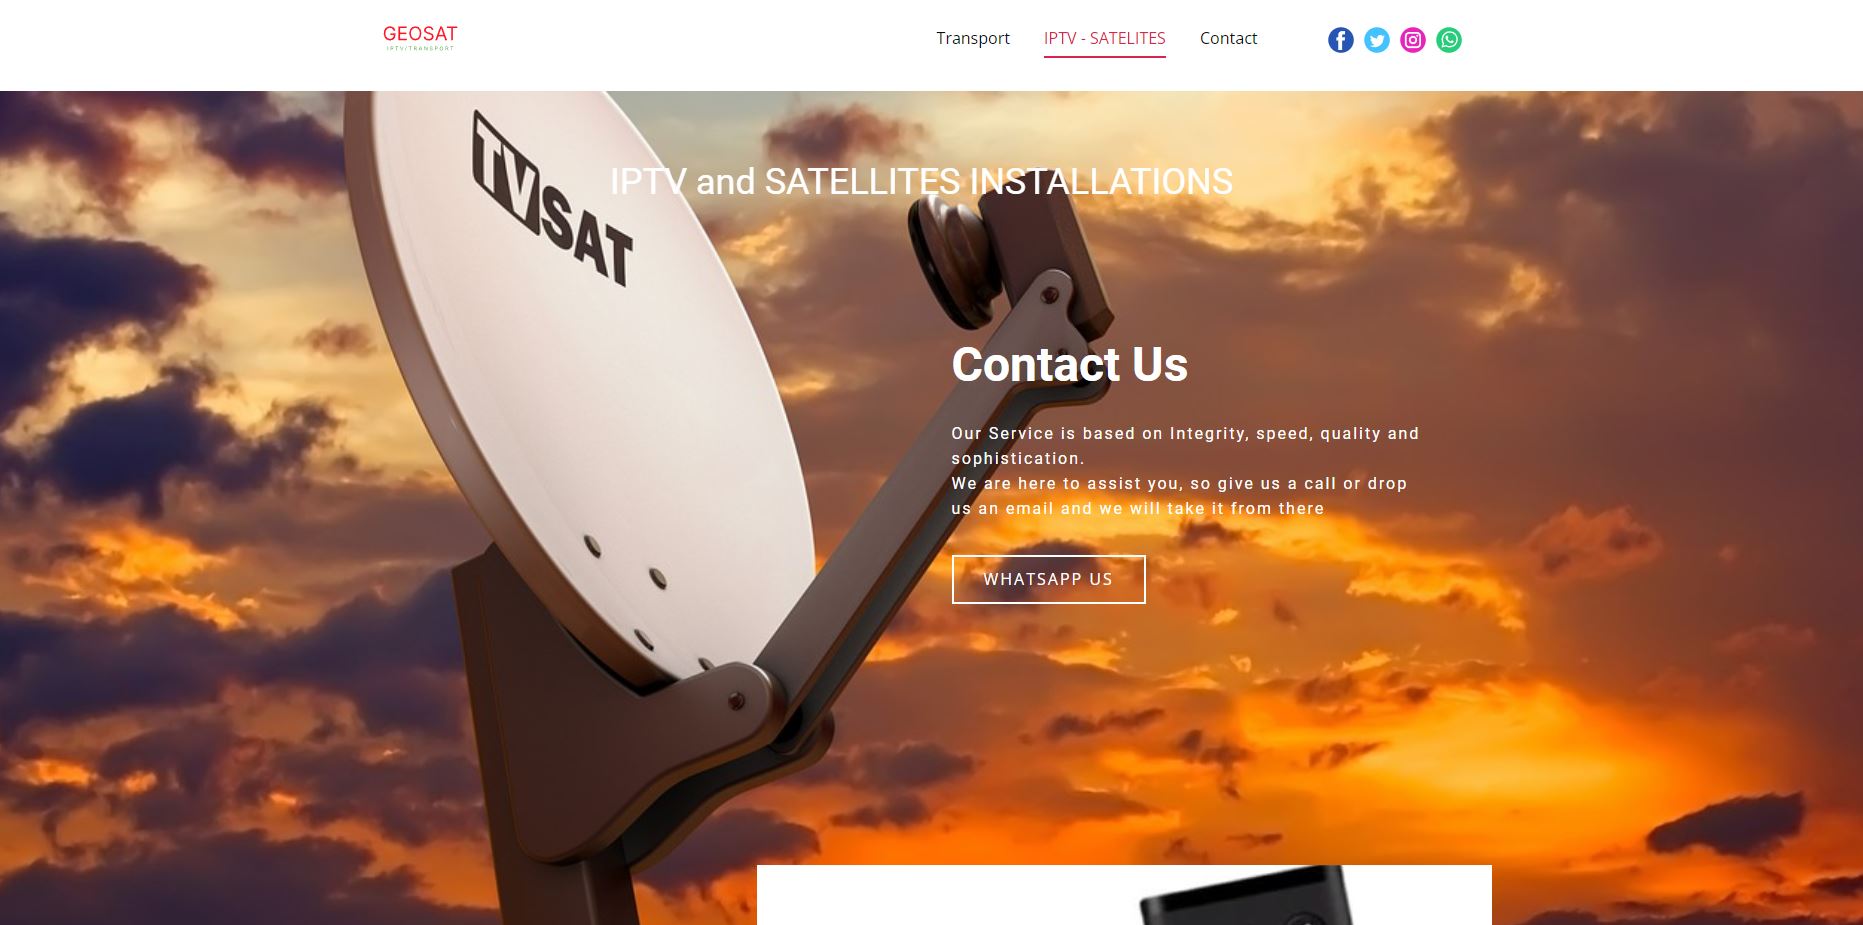 GEOSAT
IPTV/TRANSPORT
Transport
IPTV - SATELITES
Contact
TVSAT
IPTV and SATELLITES INSTALLATIONS
Contact Us
Our Service is based on Integrity, speed, quality and
sophistication.
We are here to assist you, so give us a call or drop
us an email and we will take it from there
WHATSAPP US